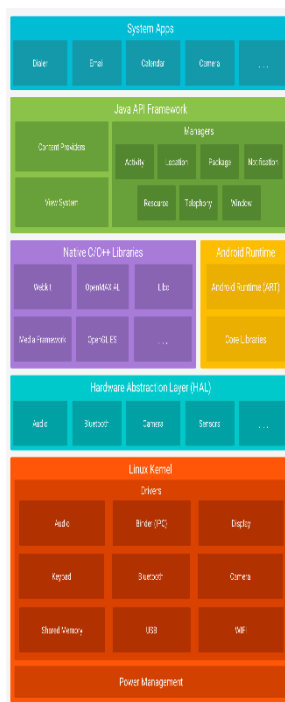 System Apps
Dialer Email Calendar Camera ...
Java API Framework
Managers
Content Providers
Activity Location Package Notification
View System
Resource Telephony Window
Native C/C++ Libraries
Webkit OpenMAX AL Libc
Media Framework OpenGL ES ...
Android Runtime
Android Runtime (ART)
Core Libraries
Hardware Abstraction Layer (HAL)
Audio Bluetooth Camera Sensors ...
Linux Kernel
Drivers
Audio Binder (IPC) Display
Keypad Bluetooth Camera
Shared Memory USB WIFI
Power Management